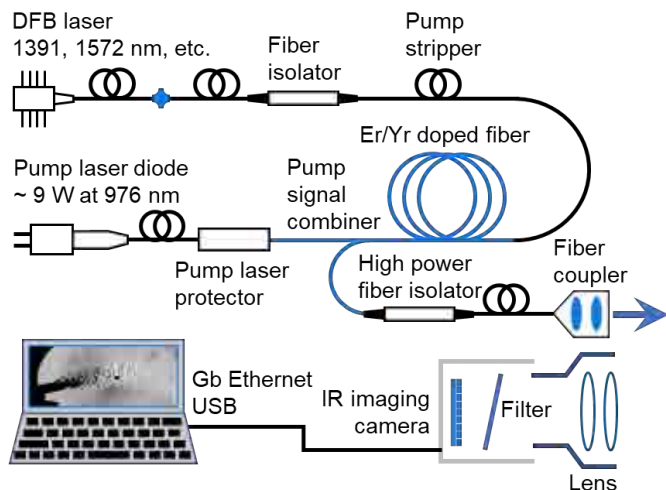 DFB laser
1391, 1572 nm, etc.
Fiber
isolator
Pump
stripper
Er/Yr doped fiber
Pump laser diode
~ 9 W at 976 nm
Pump
signal
combiner
Pump laser
protector
High power
fiber isolator
Fiber
coupler
Gb Ethernet
USB
IR imaging
camera
Filter
Lens